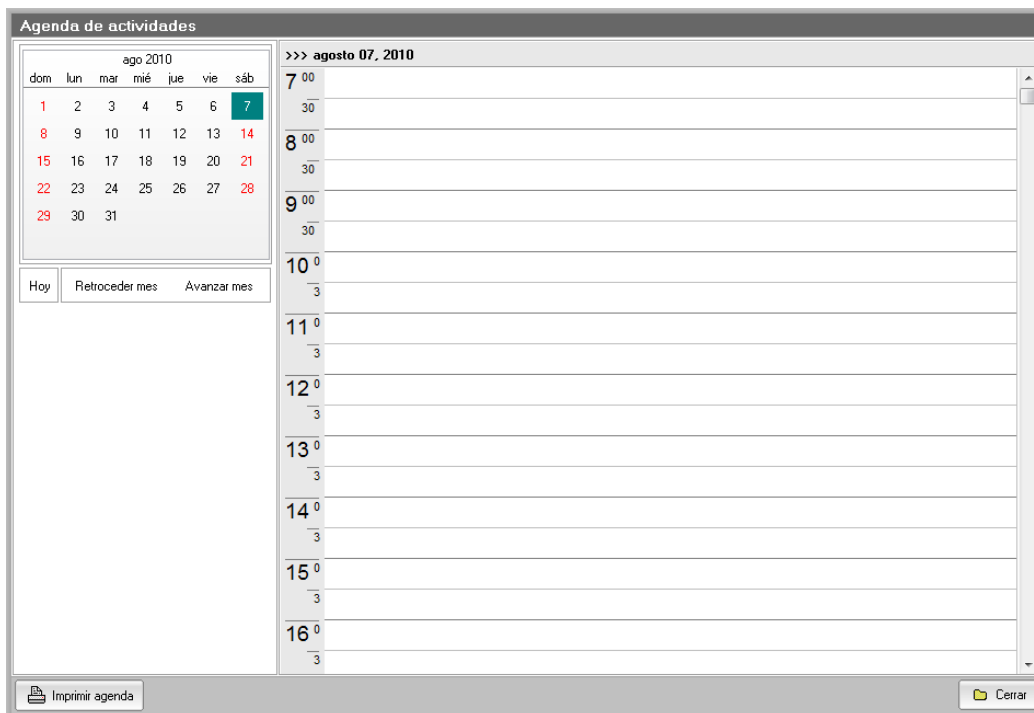 Agenda de actividades
ago 2010
dom lun mar mié jue vie sáb
1 2 3 4 5 6 7
8 9 10 11 12 13 14
15 16 17 18 19 20 21
22 23 24 25 26 27 28
29 30 31
Hoy Retroceder mes Avanzar mes
>>> agosto 07, 2010
7 00
30
8 00
30
9 00
30
10 0
3
11 0
3
12 0
3
13 0
3
14 0
3
15 0
3
16 0
3
Imprimir agenda
Cerrar